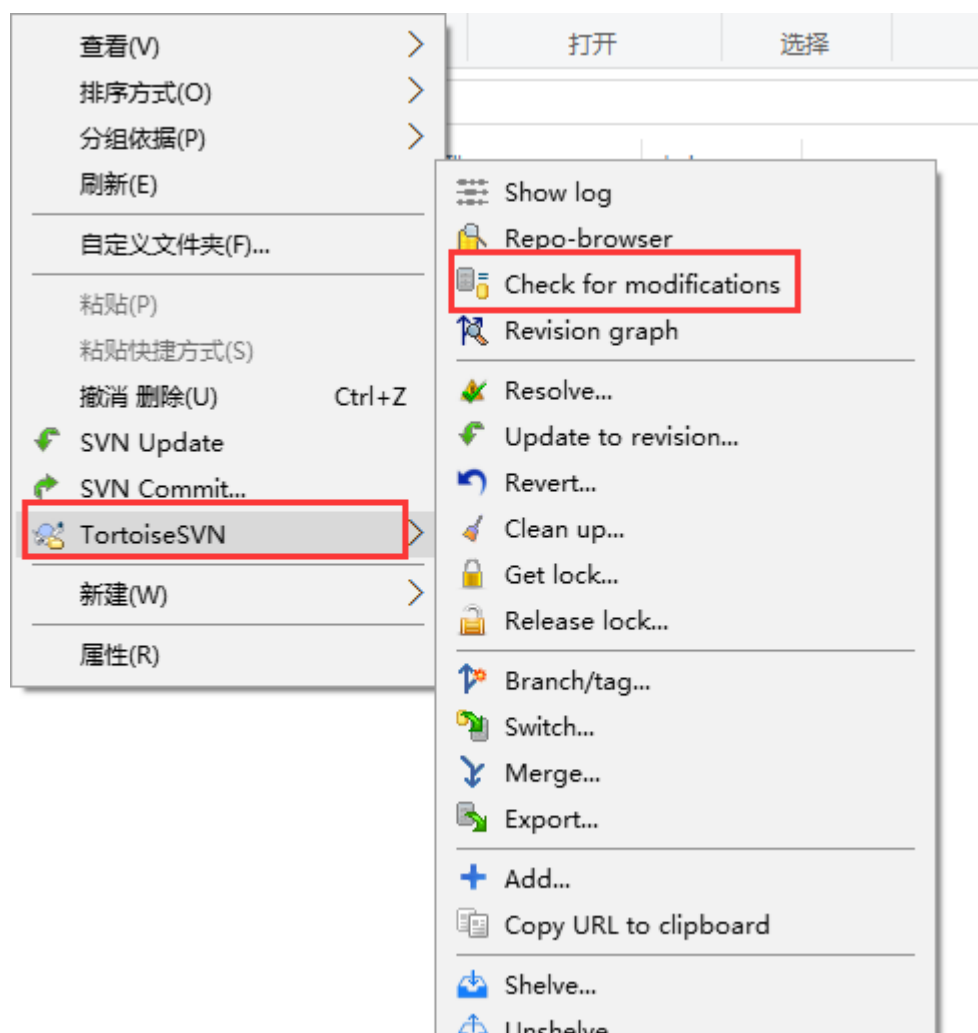 打开
选择
查看(V)
排序方式(O)
分组依据(P)
刷新(E)
自定义文件夹(F)...
粘贴(P)
粘贴快捷方式(S)
撤消 删除(U) Ctrl+Z
SVN Update
SVN Commit...
TortoiseSVN
新建(W)
属性(R)
Show log
Repo-browser
Check for modifications
Revision graph
Resolve...
Update to revision...
Revert...
Clean up...
Get lock...
Release lock...
Branch/tag...
Switch...
Merge...
Export...
Add...
Copy URL to clipboard
Shelve...
Unshelve